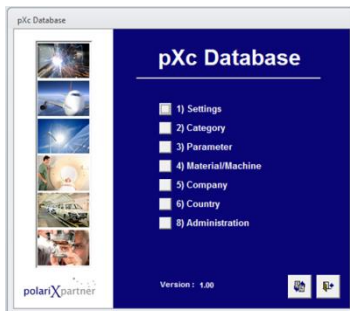 pXc Database
pXc Database
1) Settings
2) Category
3) Parameter
4) Material/Machine
5) Company
6) Country
8) Administration
Version : 1.00
polariXpartner